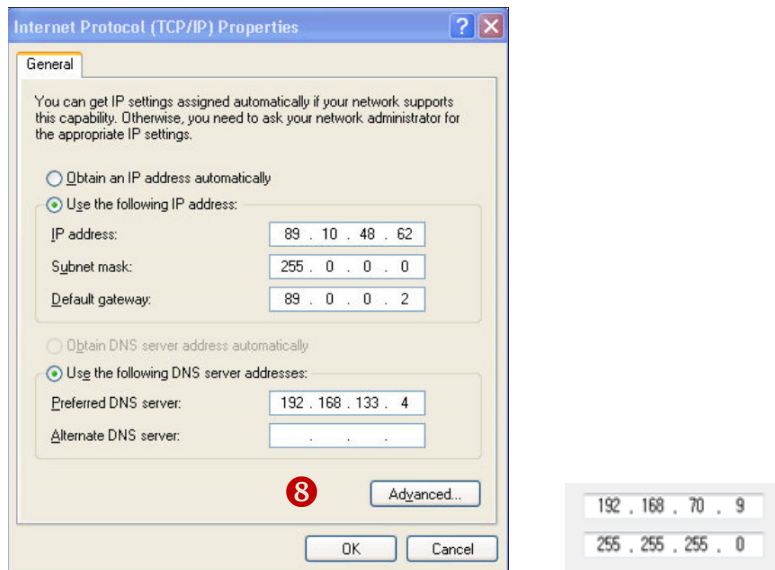 Internet Protocol (TCP/IP) Properties
General
You can get IP settings assigned automatically if your network supports
this capability. Otherwise, you need to ask your network administrator for
the appropriate IP settings.
Obtain an IP address automatically
Use the following IP address:
IP address: 89 . 10 . 48 . 62
Subnet mask: 255 . 0 . 0 . 0
Default gateway: 89 . 0 . 0 . 2
Obtain DNS server address automatically
Use the following DNS server addresses:
Preferred DNS server: 192 . 168 . 133 . 4
Alternate DNS server: . . .
8
Advanced...
OK Cancel
192 . 168 . 70 . 9
255 . 255 . 255 . 0